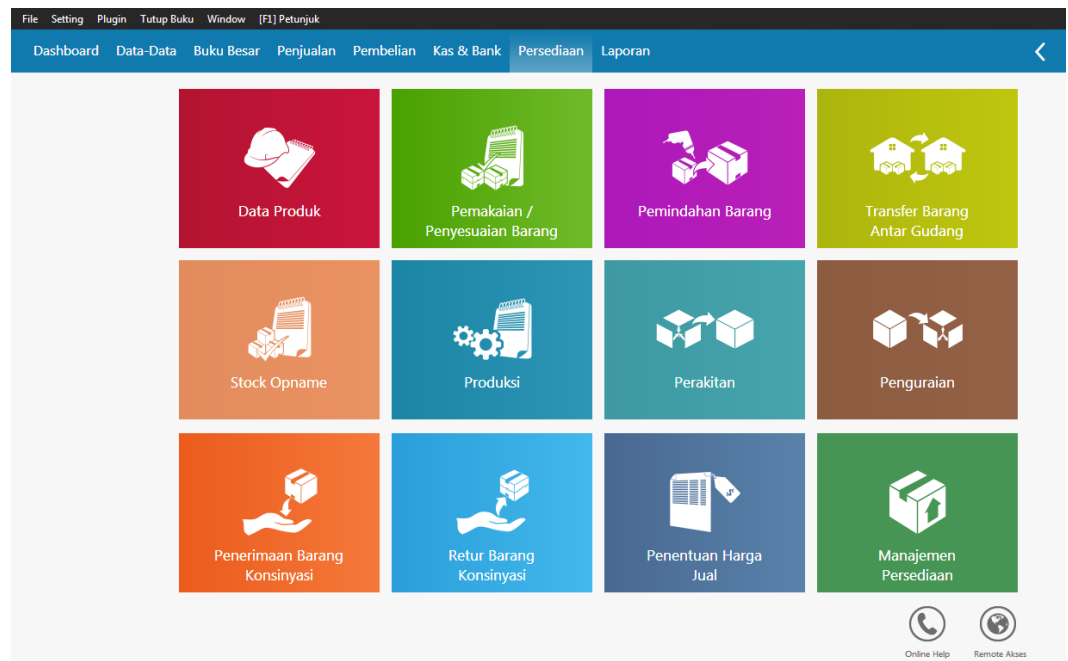 File Setting Plugin Tutup Buku Window [F1] Petunjuk
Dashboard Data-Data Buku Besar Penjualan Pembelian Kas & Bank Persediaan Laporan
Data Produk
Pemakaian /
Penyesuaian Barang
Pemindahan Barang
Transfer Barang
Antar Gudang
Stock Opname
Produksi
Perakitan
Penguraian
Penerimaan Barang
Konsinyasi
Retur Barang
Konsinyasi
Penentuan Harga
Jual
Manajemen
Persediaan
Online Help
Remote Akses